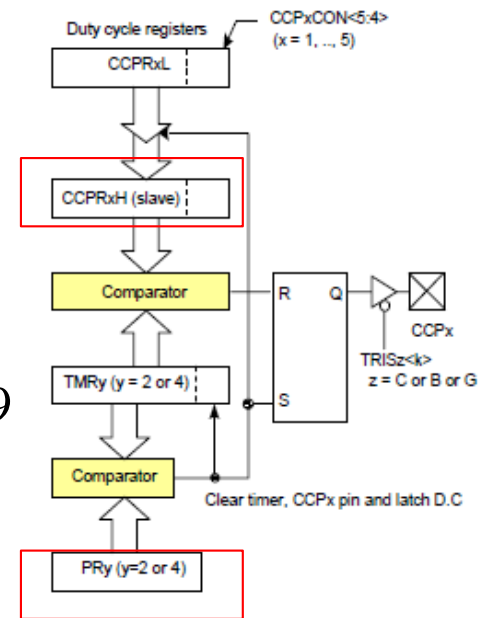 Duty cycle registers
CCPxCON<5:4>
(x = 1, .., 5)
CCPRxL
CCPRxH (slave)
Comparator
R
Q
CCPx
TRISz<k>
z = C or B or G
TMRy (y = 2 or 4)
9
S
Comparator
Clear timer, CCPx pin and latch D.C
PRy (y=2 or 4)